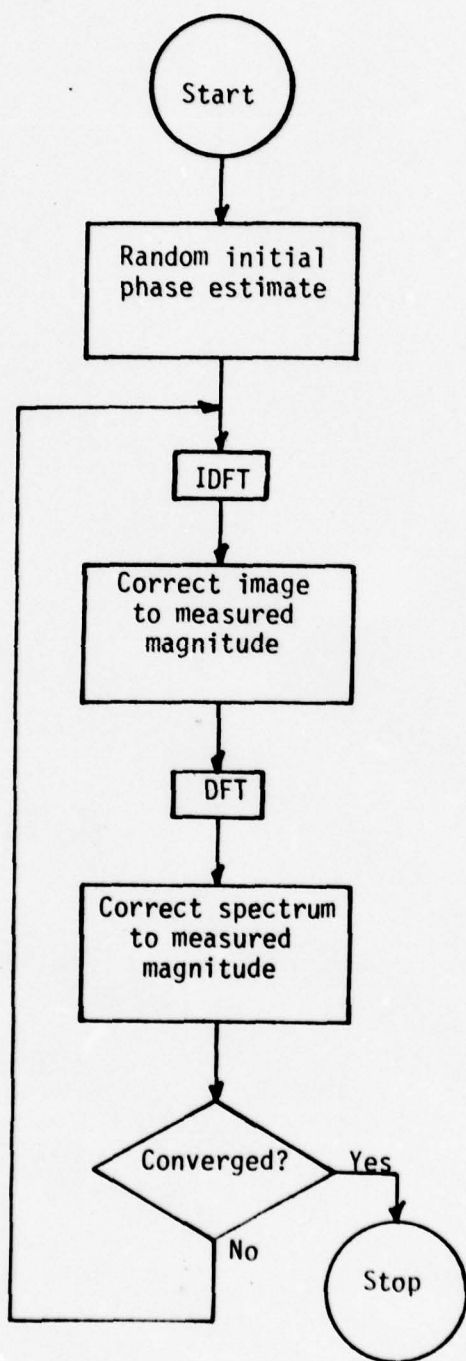 Start
Random initial
phase estimate
IDFT
Correct image
to measured
magnitude
DFT
Correct spectrum
to measured
magnitude
Converged?
Yes
No
Stop